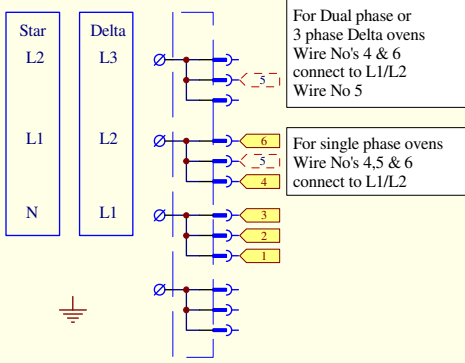 Star
L2
L1
N
Delta
L3
L2
L1
5
6
5
4
3
2
1
For Dual phase or
3 phase Delta ovens
Wire No's 4 & 6
connect to L1/L2
Wire No 5
For single phase ovens
Wire No's 4,5 & 6
connect to L1/L2